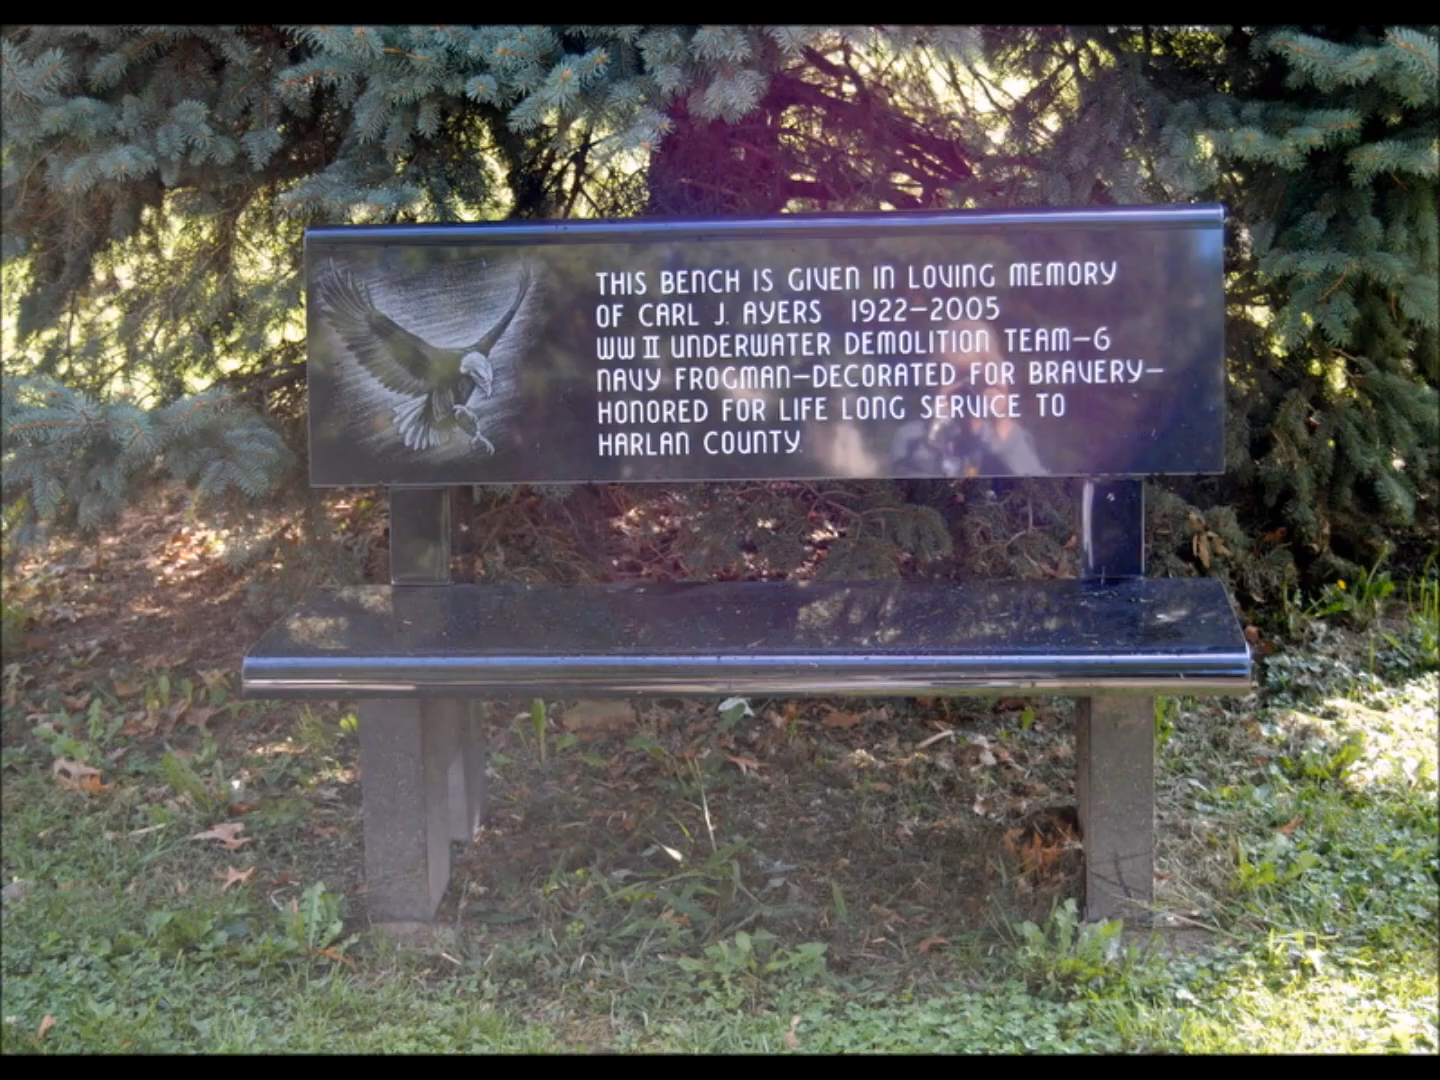 THIS BENCH IS GIVEN IN LOVING MEMORY
OF CARL J. AYERS 1922-2005
WW II UNDERWATER DEMOLITION TEAM-6
NAVY FROGMAN-DECORATED FOR BRAVERY-
HONORED FOR LIFE LONG SERVICE TO
HARLAN COUNTY.